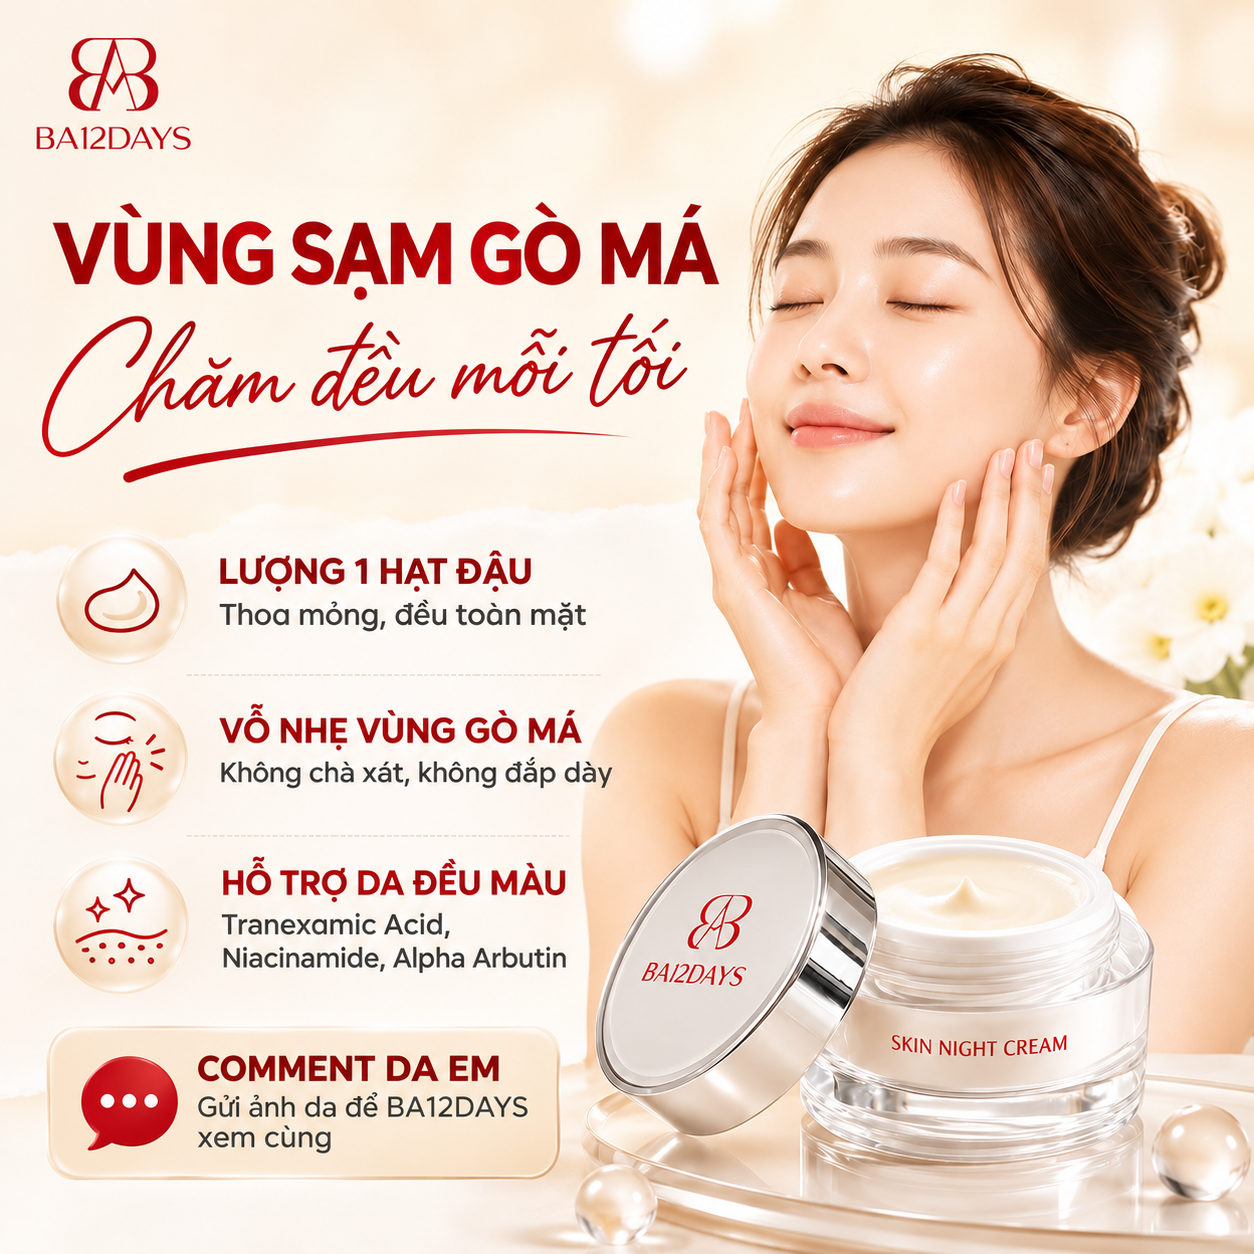 BA12DAYS
VÙNG SẠM GÒ MÁ
Chăm đều mỗi tối
LƯỢNG 1 HẠT ĐẬU
Thoa mỏng, đều toàn mặt
VỖ NHẸ VÙNG GÒ MÁ
Không chà xát, không đắp dày
HỖ TRỢ DA ĐỀU MÀU
Tranexamic Acid,
Niacinamide, Alpha Arbutin
COMMENT DA EM
Gửi ảnh da để BA12DAYS
xem cùng
BA12DAYS
SKIN NIGHT CREAM